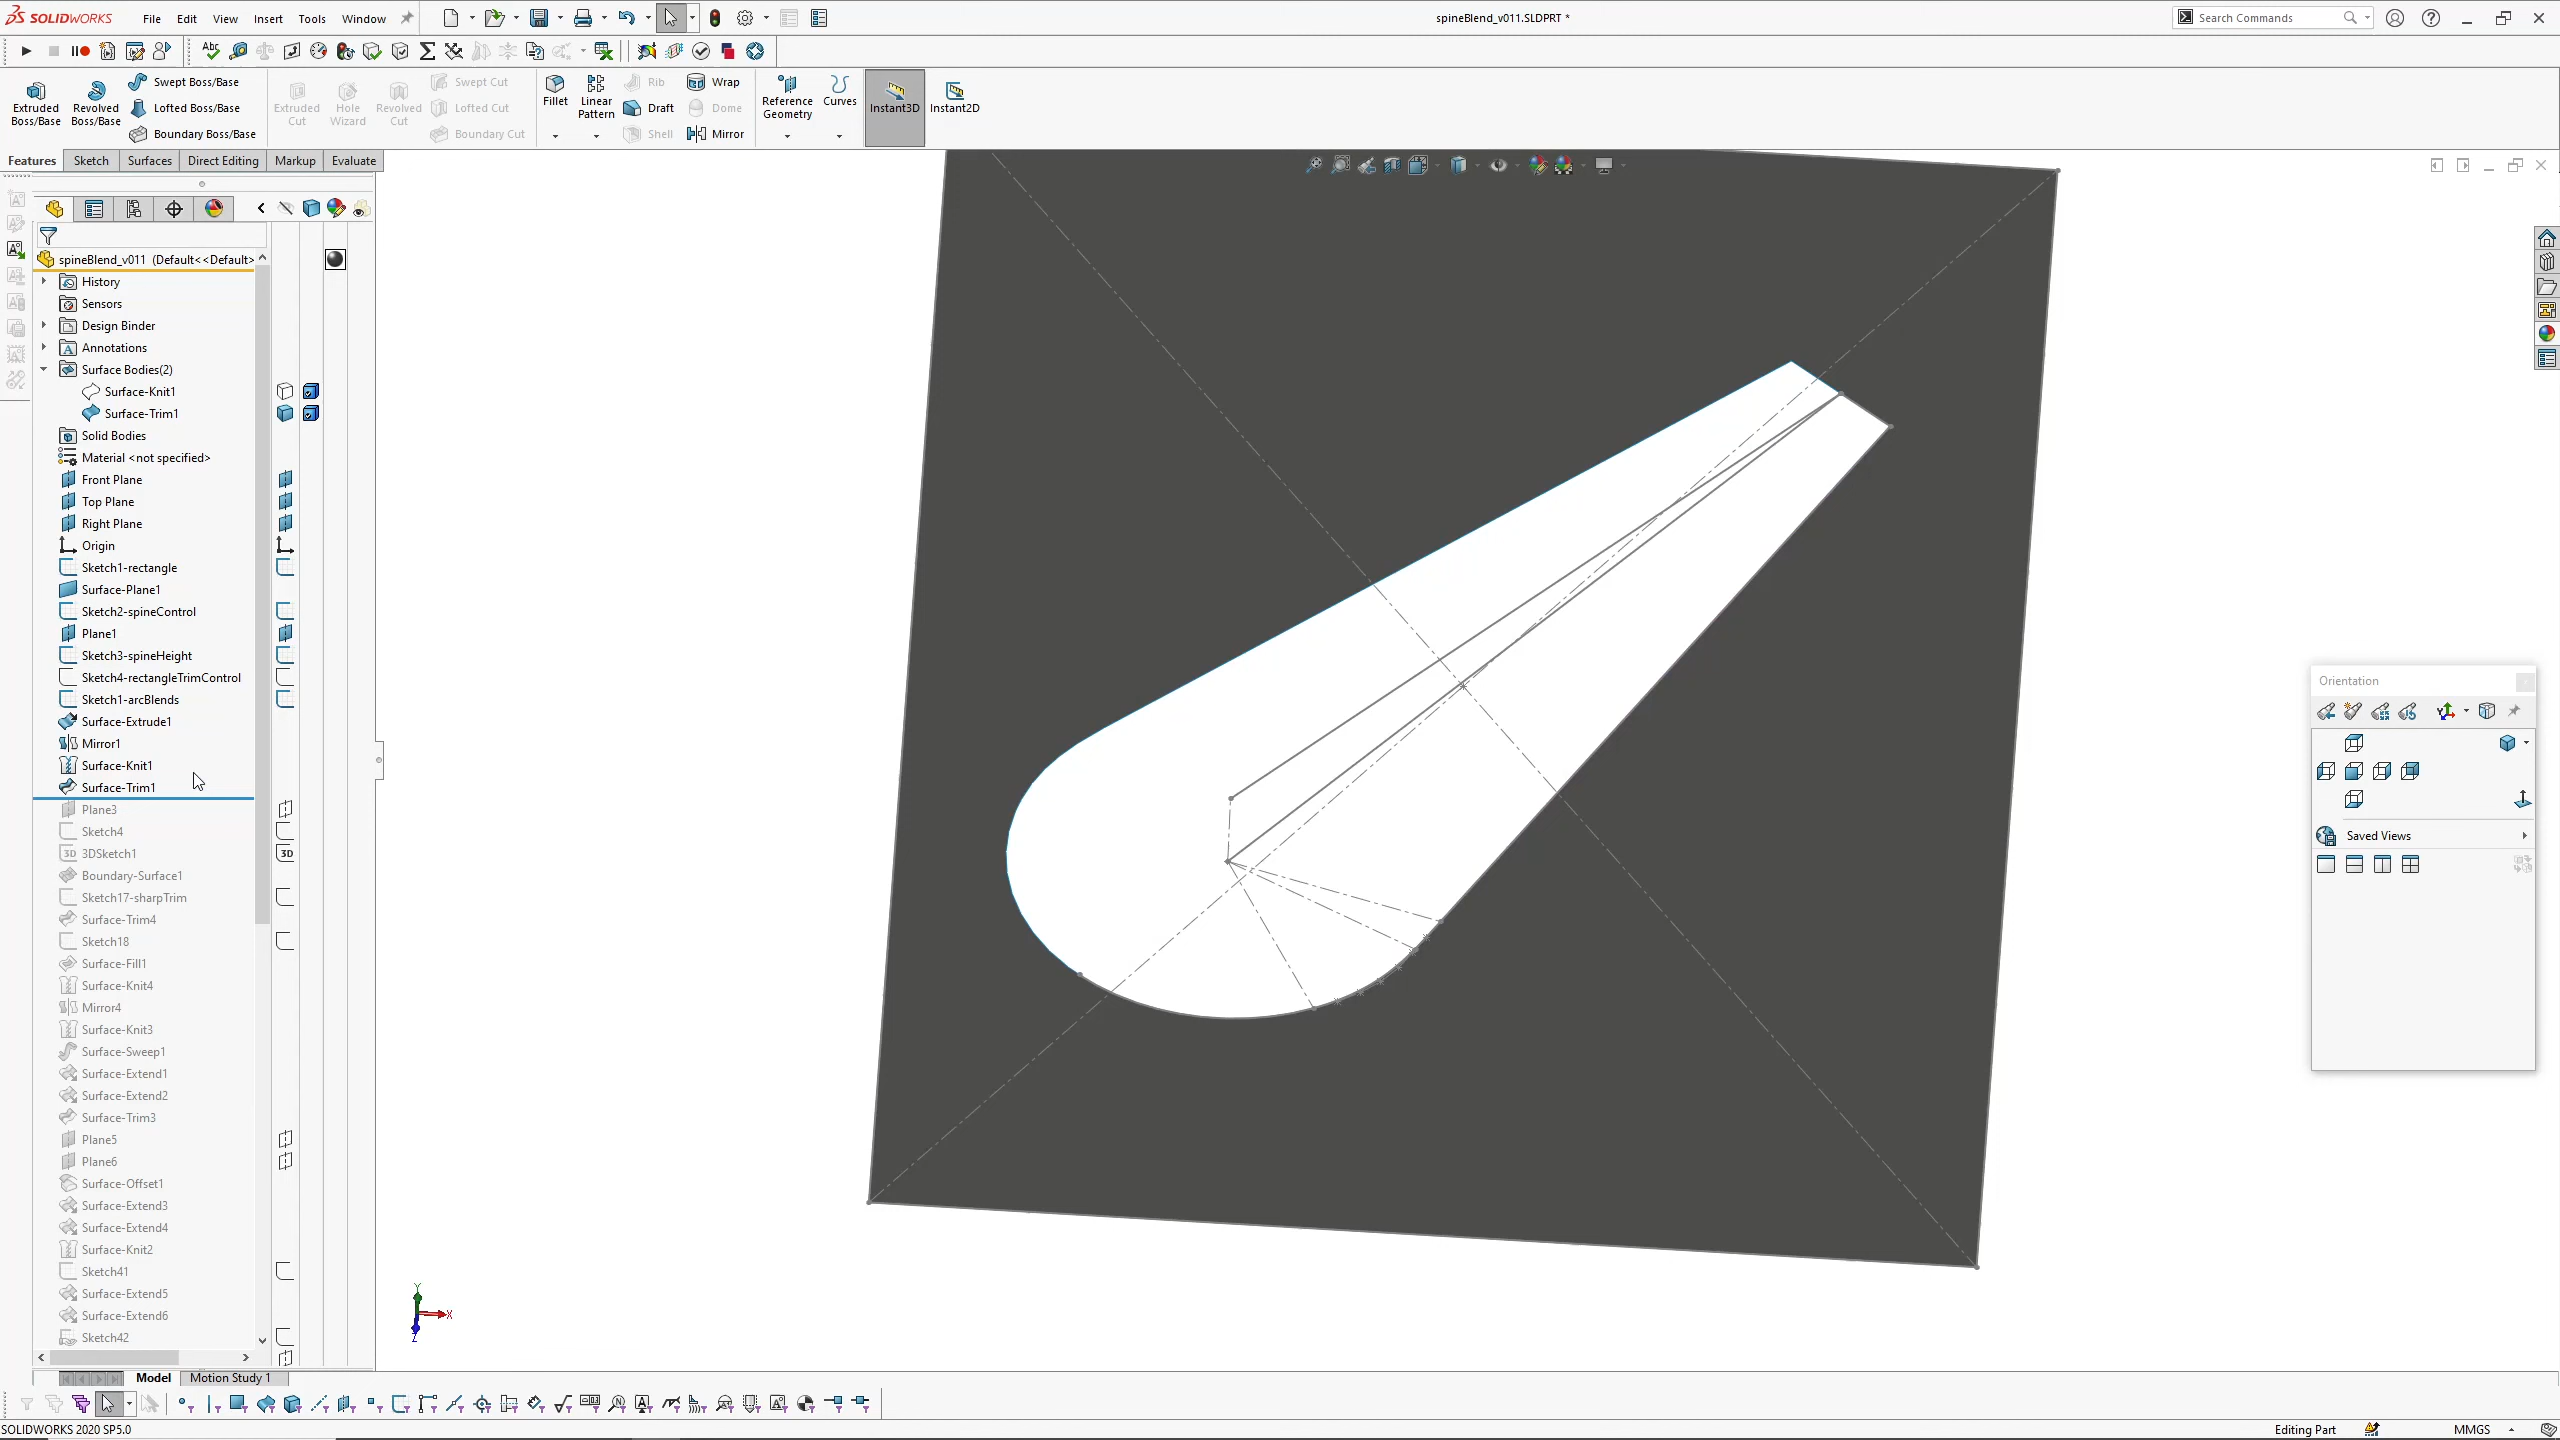 SOLIDWORKS
File Edit View Insert Tools Window
spineBlend_v011.SLDPRT *
Search Commands
Extruded Boss/Base
Revolved Boss/Base
Swept Boss/Base
Lofted Boss/Base
Boundary Boss/Base
Extruded Cut
Hole Wizard
Revolved Cut
Swept Cut
Lofted Cut
Boundary Cut
Fillet
Linear Pattern
Rib
Draft
Shell
Wrap
Dome
Mirror
Reference Geometry
Curves
Instant3D
Instant2D
Features Sketch Surfaces Direct Editing Markup Evaluate
spineBlend_v011 (Default<<Default>
History
Sensors
Design Binder
Annotations
Surface Bodies(2)
Surface-Knit1
Surface-Trim1
Solid Bodies
Material <not specified>
Front Plane
Top Plane
Right Plane
Origin
Sketch1-rectangle
Surface-Plane1
Sketch2-spineControl
Plane1
Sketch3-spineHeight
Sketch4-rectangleTrimControl
Sketch1-arcBlends
Surface-Extrude1
Mirror1
Surface-Knit1
Surface-Trim1
Plane3
Sketch4
3D 3DSketch1 3D
Boundary-Surface1
Sketch17-sharpTrim
Surface-Trim4
Sketch18
Surface-Fill1
Surface-Knit4
Mirror4
Surface-Knit3
Surface-Sweep1
Surface-Extend1
Surface-Extend2
Surface-Trim3
Plane5
Plane6
Surface-Offset1
Surface-Extend3
Surface-Extend4
Surface-Knit2
Sketch41
Surface-Extend5
Surface-Extend6
Sketch42
Orientation
Saved Views
Y
X
Z
Model Motion Study 1
SOLIDWORKS 2020 SP5.0
Editing Part
MMGS